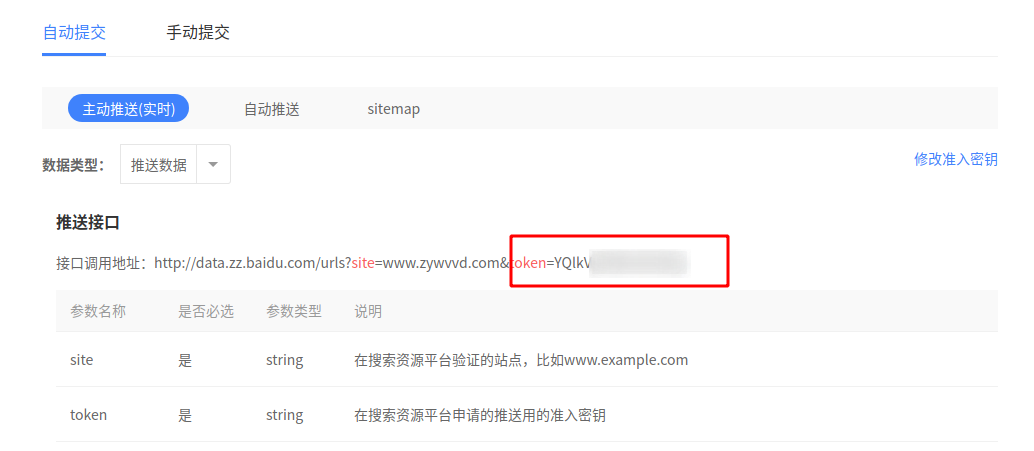 自动提交 手动提交
主动推送(实时) 自动推送 sitemap
数据类型： 推送数据 修改准入密钥
推送接口
接口调用地址：http://data.zz.baidu.com/urls?site=www.zywvvd.com&token=YQlk
参数名称 是否必选 参数类型 说明
site 是 string 在搜索资源平台验证的站点，比如www.example.com
token 是 string 在搜索资源平台申请的推送用的准入密钥